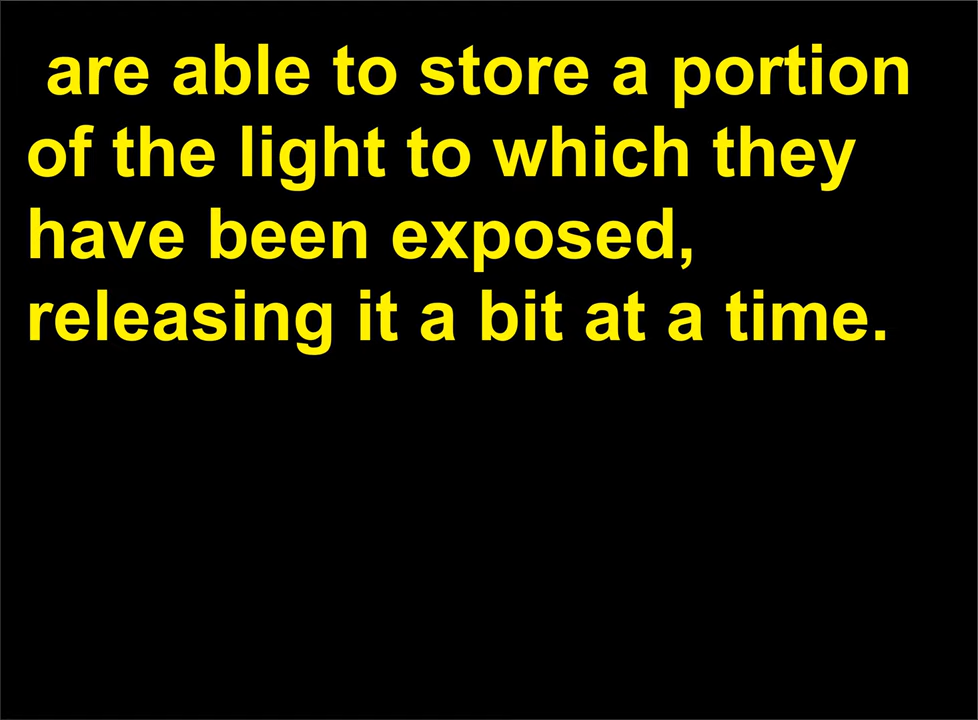 are able to store a portion
of the light to which they
have been exposed,
releasing it a bit at a time.